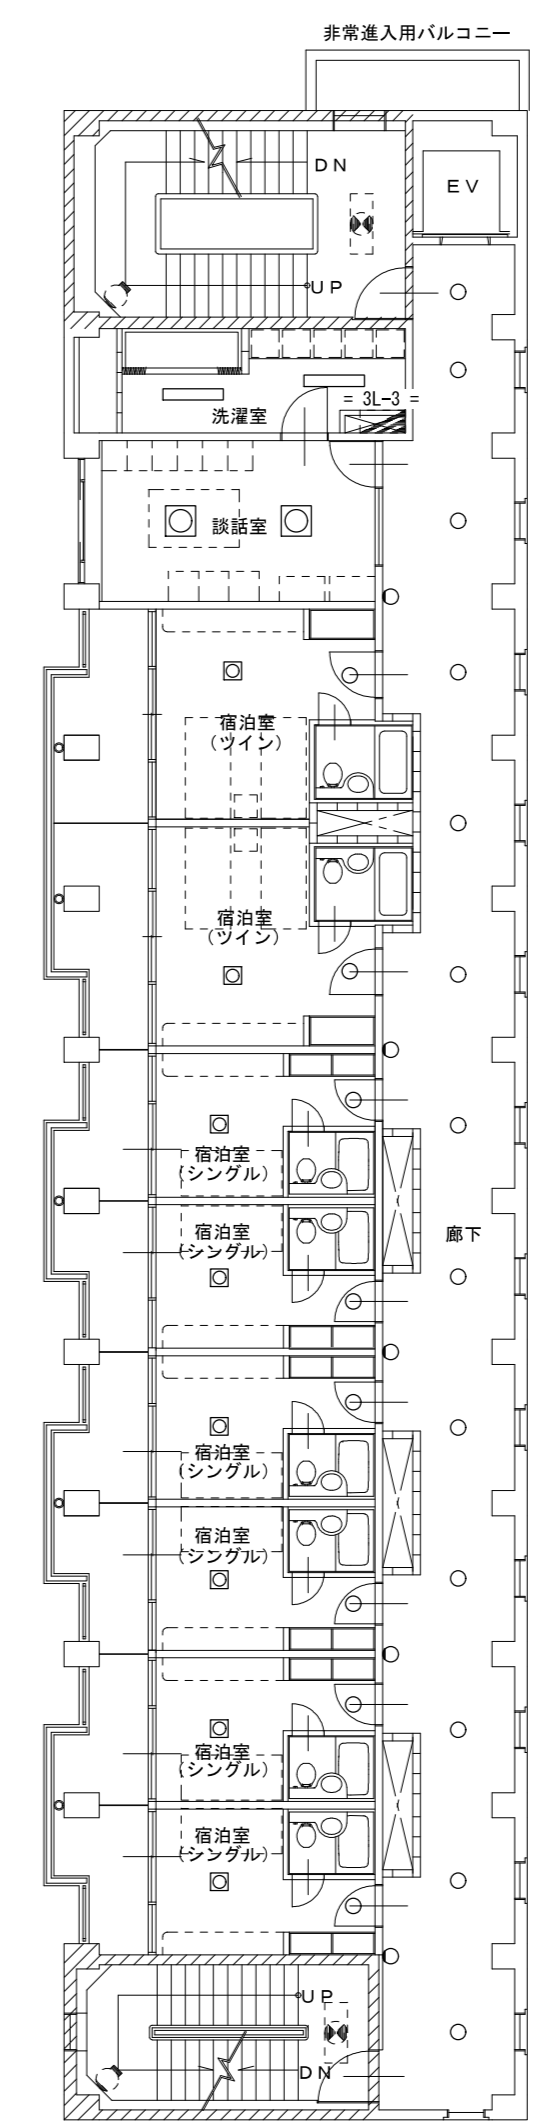 非常進入用バルコニー
DN
EV
UP
= 3L-3 =
洗濯室
談話室
宿泊室
(ツイン)
宿泊室
(ツイン)
宿泊室
(シングル)
宿泊室
(シングル)
廊下
宿泊室
(シングル)
宿泊室
(シングル)
宿泊室
(シングル)
宿泊室
(シングル)
UP
DN